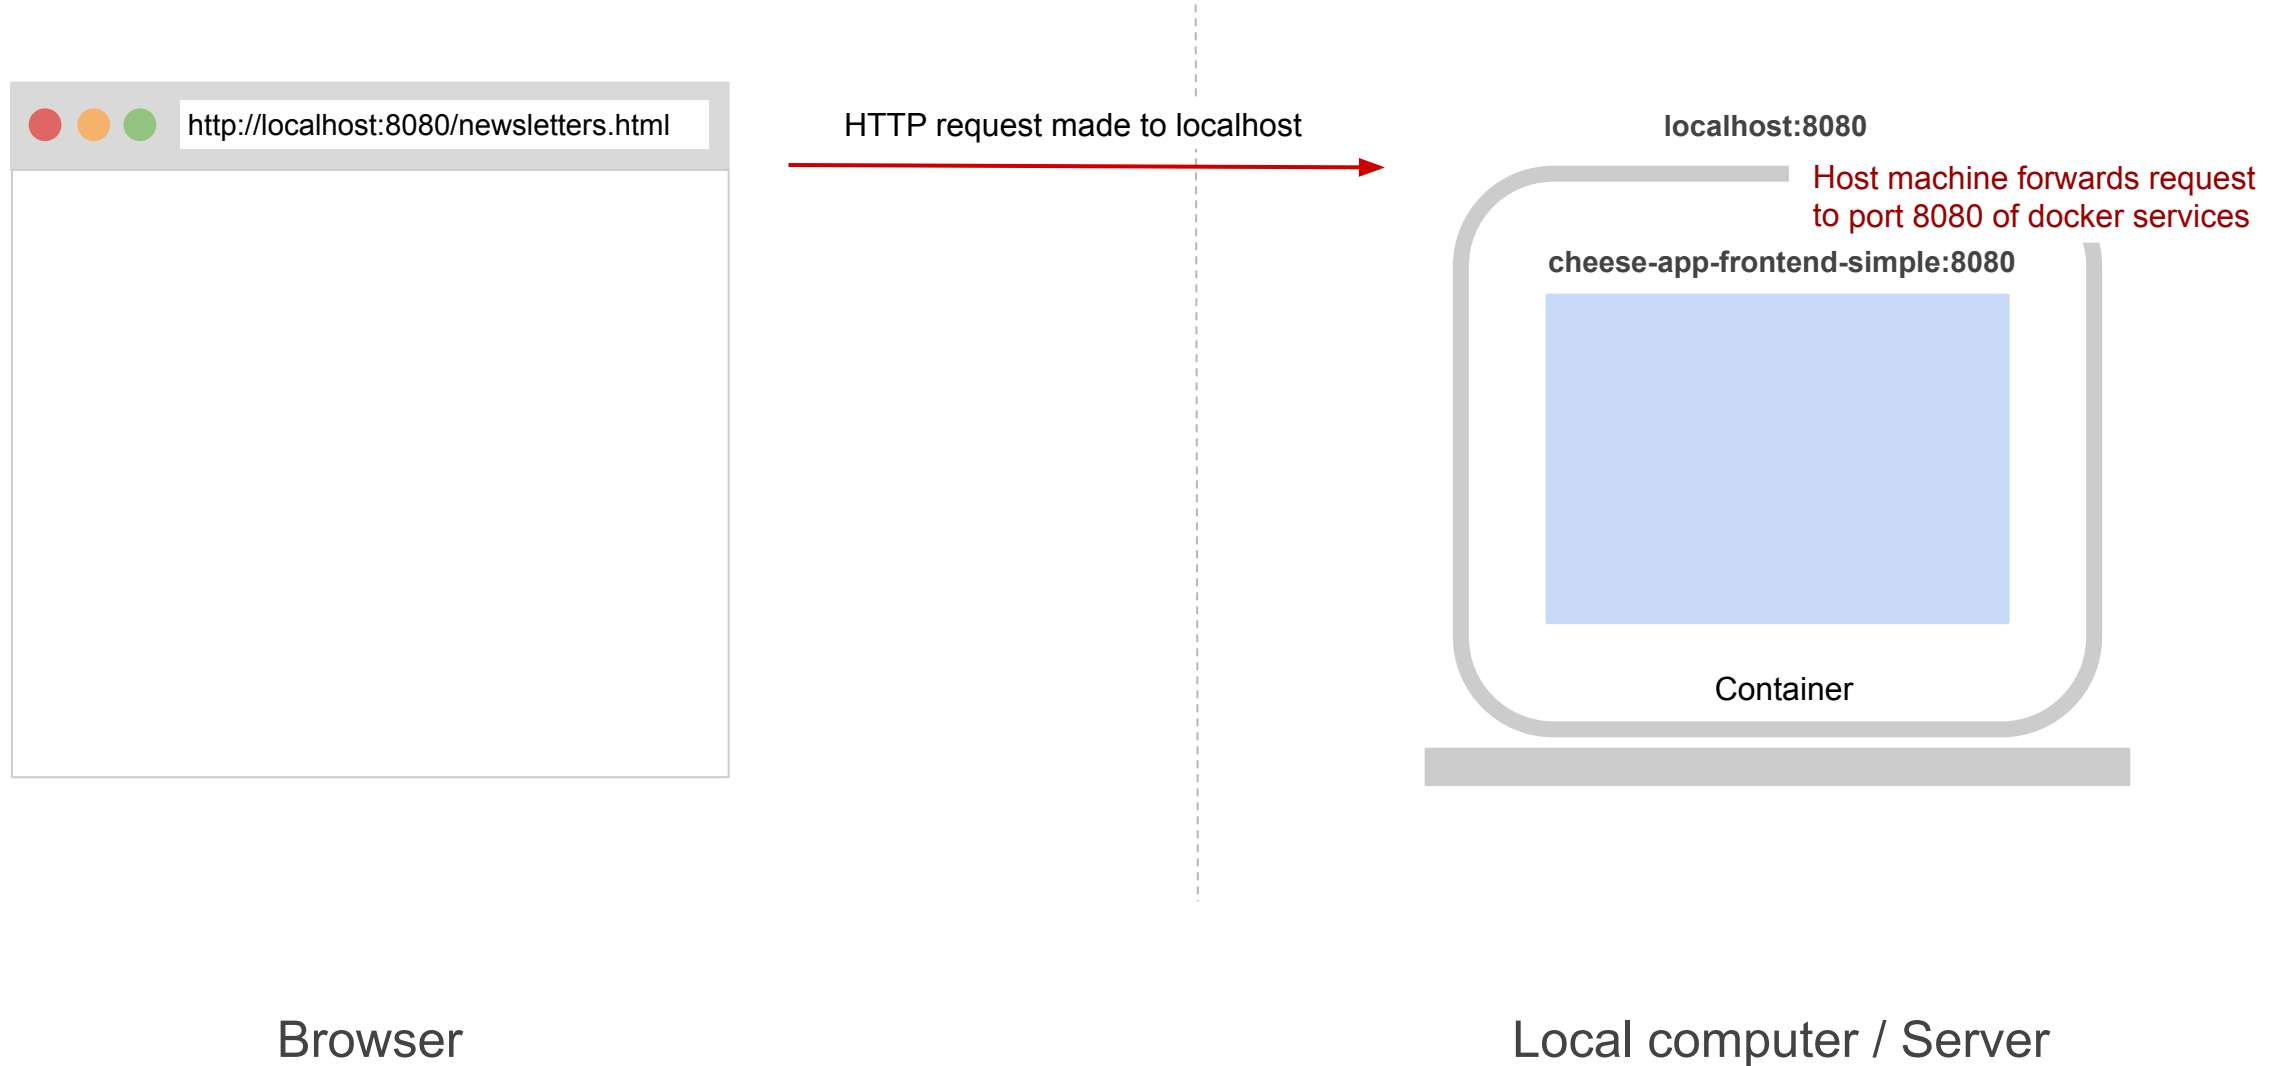 http://localhost:8080/newsletters.html
HTTP request made to localhost
localhost:8080
Host machine forwards request
to port 8080 of docker services
cheese-app-frontend-simple:8080
Container
Browser
Local computer / Server